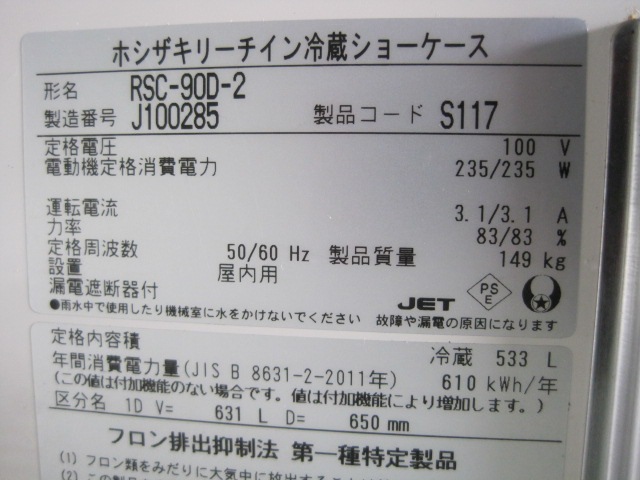 ホシザキリーチイン冷蔵ショーケース
形名 RSC-90D-2
製造番号 J100285 製品コード S117
定格電圧 100 V
電動機定格消費電力 235/235 W
運転電流 3.1/3.1 A
力率 83/83 %
定格周波数 50/60 Hz 製品質量 149 kg
設置 屋内用
漏電遮断器付
●雨水中で使用したり機械室に水をかけないでください 故障や漏電の原因になります
JET PSE
定格内容積 冷蔵 533 L
年間消費電力量(JIS B 8631-2-2011年) 610 kWh/年
(この値は付加機能のない場合です。値は付加機能により増加します。)
区分名 1D V= 631 L D= 650 mm
フロン排出抑制法 第一種特定製品
(1) フロン類をみだりに大気中に放出すること
(2) この製品